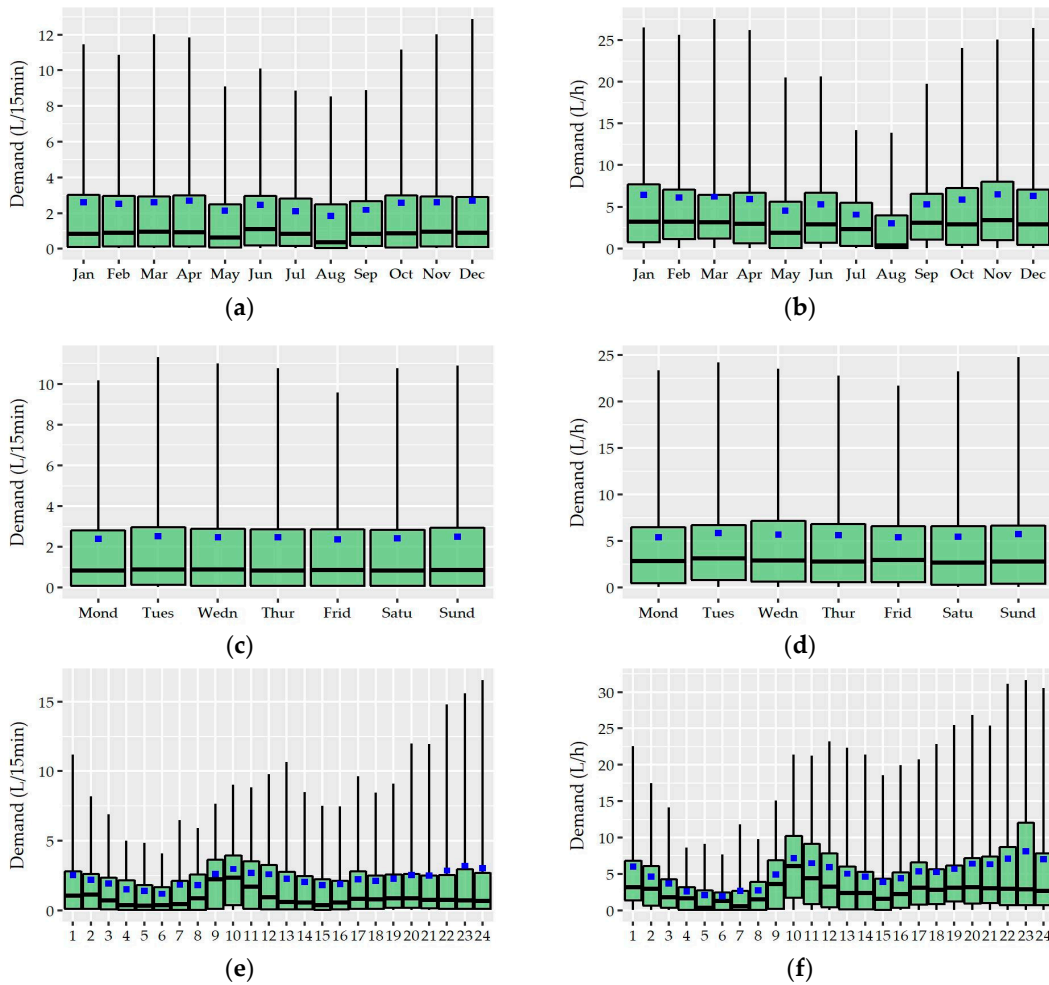 12
10
8
6
4
2
0
Demand (L/15min)
Jan Feb Mar Apr May Jun Jul Aug Sep Oct Nov Dec
(a)
25
20
15
10
5
0
Demand (L/h)
Jan Feb Mar Apr May Jun Jul Aug Sep Oct Nov Dec
(b)
10
8
6
4
2
0
Demand (L/15min)
Mond Tues Wedn Thur Frid Satu Sund
(c)
25
20
15
10
5
0
Demand (L/h)
Mond Tues Wedn Thur Frid Satu Sund
(d)
15
10
5
0
Demand (L/15min)
1 2 3 4 5 6 7 8 9 10 11 12 13 14 15 16 17 18 19 20 21 22 23 24
(e)
30
25
20
15
10
5
0
Demand (L/h)
1 2 3 4 5 6 7 8 9 10 11 12 13 14 15 16 17 18 19 20 21 22 23 24
(f)